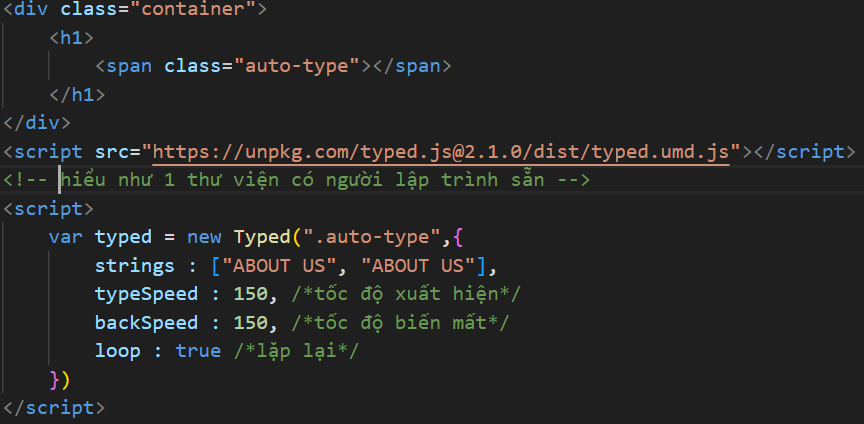 <div class="container">
<h1>
<span class="auto-type"></span>
</h1>
</div>
<script src="https://unpkg.com/typed.js@2.1.0/dist/typed.umd.js"></script>
<!-- hiểu như 1 thư viện có người lập trình sẵn -->
<script>
var typed = new Typed(".auto-type",{
strings : ["ABOUT US", "ABOUT US"],
typeSpeed : 150, /*tốc độ xuất hiện*/
backSpeed : 150, /*tốc độ biến mất*/
loop : true /*lặp lại*/
})
</script>